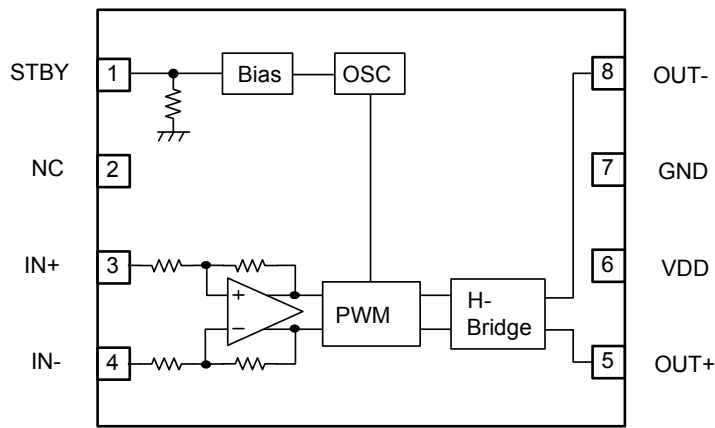 STBY 1 Bias OSC 8 OUT-
NC 2 7 GND
IN+ 3 6 VDD
+
PWM H-
Bridge
−
IN- 4 5 OUT+